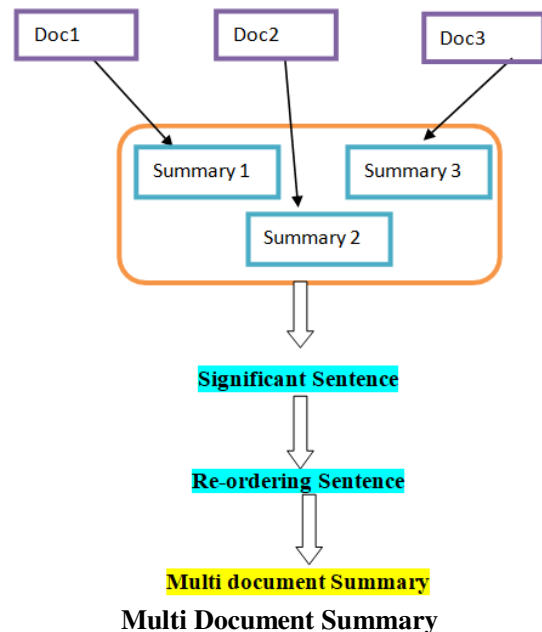 Doc1
Doc2
Doc3
Summary 1
Summary 3
Summary 2
Significant Sentence
Re-ordering Sentence
Multi document Summary
Multi Document Summary